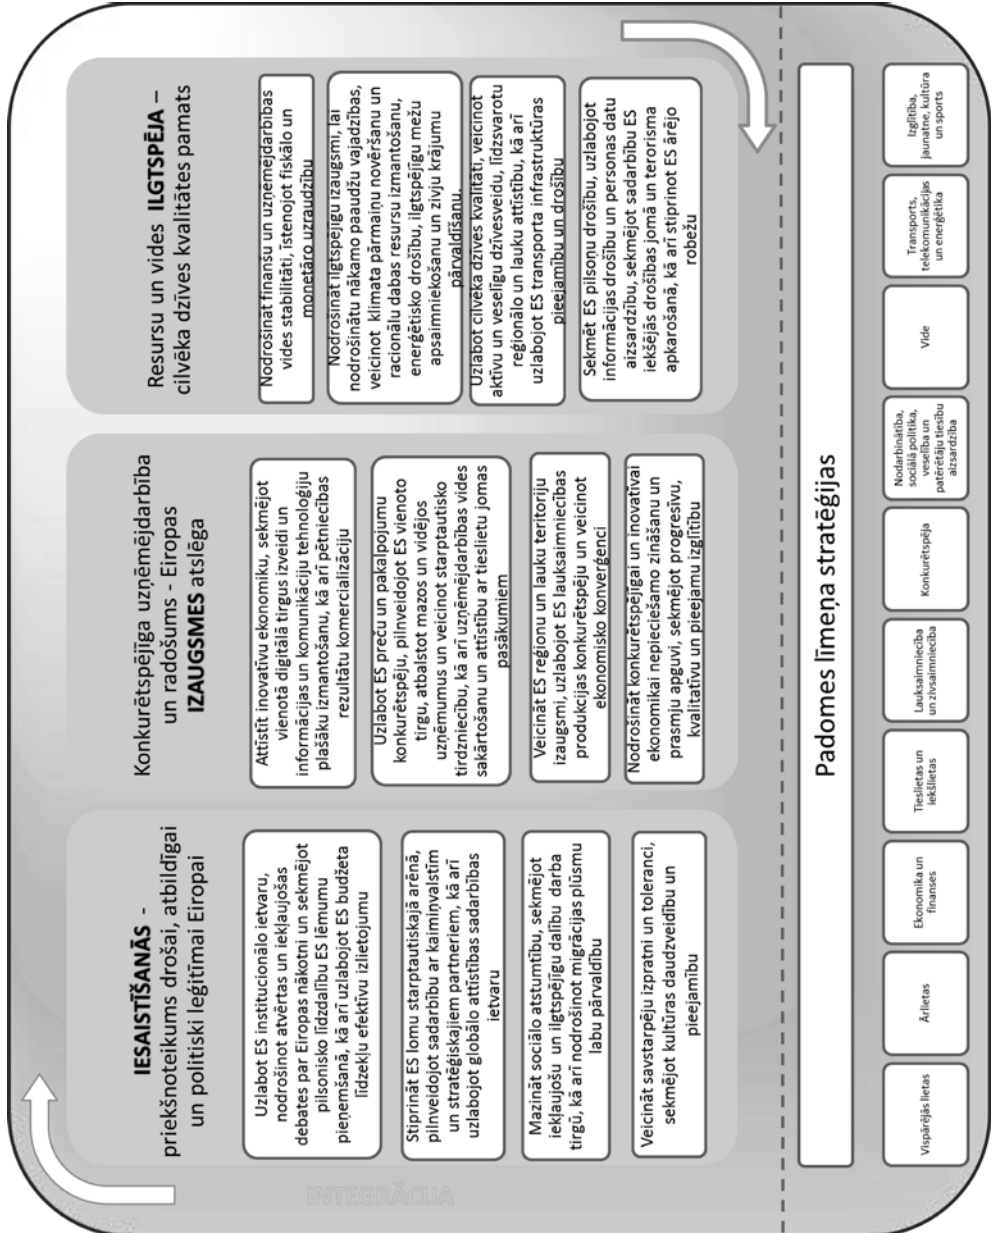 IESAISTĪŠANĀS -
priekšnoteikums drošai, atbildīgai
un politiski leģitīmai Eiropai
Uzlabot ES institucionālo ietvaru,
nodrošinot atvērtas un iekļaujošas
debates par Eiropas nākotni un sekmējot
pilsonisko līdzdalību ES lēmumu
pieņemšanā, kā arī uzlabojot ES budžeta
līdzekļu efektīvu izlietojumu
Stiprināt ES lomu starptautiskajā arēnā,
pilnveidojot sadarbību ar kaimiņvalstīm
un stratēģiskajiem partneriem, kā arī
uzlabojot globālo attīstības sadarbības
ietvaru
Mazināt sociālo atstumtību, sekmējot
iekļaujošu un ilgtspējīgu dalību darba
tirgū, kā arī nodrošinot migrācijas plūsmu
labu pārvaldību
Veicināt savstarpēju izpratni un toleranci,
sekmējot kultūras daudzveidību un
pieejamību
Konkurētspējīga uzņēmējdarbība
un radošums - Eiropas
IZAUGSMES atslēga
Attīstīt inovatīvu ekonomiku, sekmējot
vienotā digitālā tirgus izveidi un
informācijas un komunikāciju tehnoloģiju
plašāku izmantošanu, kā arī pētniecības
rezultātu komercializāciju
Uzlabot ES preču un pakalpojumu
konkurētspēju, pilnveidojot ES vienoto
tirgu, atbalstot mazos un vidējos
uzņēmumus un veicinot starptautisko
tirdzniecību, kā arī uzņēmējdarbības vides
sakārtošanu un attīstību ar tieslietu jomas
pasākumiem
Veicināt ES reģionu un lauku teritoriju
izaugsmi, uzlabojot ES lauksaimniecības
produkcijas konkurētspēju un veicinot
ekonomisko konverģenci
Nodrošināt konkurētspējīgai un inovatīvai
ekonomikai nepieciešamo zināšanu un
prasmju apguvi, sekmējot progresīvu,
kvalitatīvu un pieejamu izglītību
Resursu un vides ILGTSPĒJA –
cilvēka dzīves kvalitātes pamats
Nodrošināt finanšu un uzņēmējdarbības
vides stabilitāti, īstenojot fiskālo un
monetāro uzraudzību
Nodrošināt ilgtspējīgu izaugsmi, lai
nodrošinātu nākamo paaudžu vajadzības,
veicinot klimata pārmaiņu novēršanu un
racionālu dabas resursu izmantošanu,
enerģētisko drošību, ilgtspējīgu mežu
apsaimniekošanu un zivju krājumu
pārvaldīšanu.
Uzlabot cilvēka dzīves kvalitāti, veicinot
aktīvu un veselīgu dzīvesveidu, līdzsvarotu
reģionālo un lauku attīstību, kā arī
uzlabojot ES transporta infrastruktūras
pieejamību un drošību
Sekmēt ES pilsoņu drošību, uzlabojot
informācijas drošību un personas datu
aizsardzību, sekmējot sadarbību ES
iekšējās drošības jomā un terorisma
apkarošanā, kā arī stiprinot ES ārējo
robežu
INTEGRĀCIJA
Padomes līmeņa stratēģijas
Vispārējās lietas
Ārlietas
Ekonomika un
finanses
Tieslietas un
iekšlietas
Lauksaimniecība
un zivsaimniecība
Konkurētspēja
Nodarbinātība,
sociālā politika,
veselība un
patērētāju tiesību
aizsardzība
Vide
Transports,
telekomunikācijas
un enerģētika
Izglītība,
jaunatne, kultūra
un sports